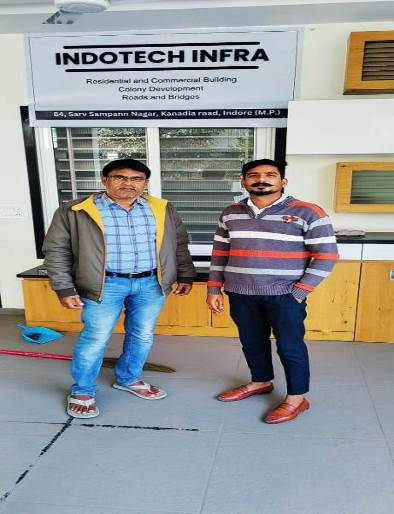 INDOTECH INFRA
Residential and Commercial Building
Colony Development
Roads and Bridges
84, Sarv Sampann Nagar, Kanadia road, Indore (M.P.)